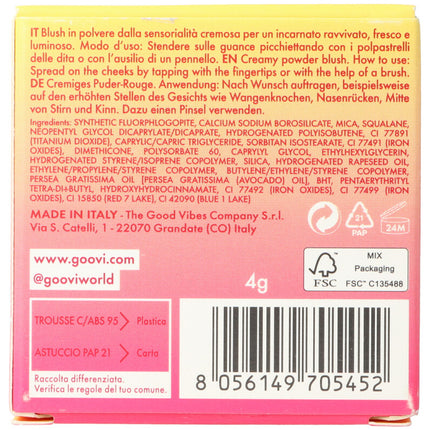 IT Blush in polvere dalla sensorialità cremosa per un incarnato ravvivato, fresco e
luminoso. Modo d'uso: Stendere sulle guance picchiettando con i polpastrelli
delle dita o con l'ausilio di un pennello. EN Creamy powder blush. How to use:
Spread on the cheeks by tapping with the fingertips or with the help of a brush.
DE Cremiges Puder-Rouge. Anwendung: Nach Wunsch auftragen, beispielsweise
auf den erhöhten Stellen des Gesichts wie Wangenknochen, Nasenrücken, Mitte
von Stirn und Kinn. Dazu einen Pinsel verwenden.
Ingredients: SYNTHETIC FLUORPHLOGOPITE, CALCIUM SODIUM BOROSILICATE, MICA, SQUALANE,
NEOPENTYL GLYCOL DICAPRYLATE/DICAPRATE, HYDROGENATED POLYISOBUTENE, CI 77891
(TITANIUM DIOXIDE), CAPRYLIC/CAPRIC TRIGLYCERIDE, SORBITAN ISOSTEARATE, CI 77491 (IRON
OXIDES), DIMETHICONE, POLYSORBATE 60, CAPRYLYL GLYCOL, ETHYLHEXYLGLYCERIN,
HYDROGENATED STYRENE/ISOPRENE COPOLYMER, SILICA, HYDROGENATED RAPESEED OIL,
ETHYLENE/PROPYLENE/STYRENE COPOLYMER, BUTYLENE/ETHYLENE/STYRENE COPOLYMER,
PERSEA GRATISSIMA OIL [PERSEA GRATISSIMA (AVOCADO) OIL], BHT, PENTAERYTHRITYL
TETRA-DI-t-BUTYL HYDROXYHYDROCINNAMATE, CI 77492 (IRON OXIDES), CI 77499 (IRON
OXIDES), CI 15850 (RED 7 LAKE), CI 42090 (BLUE 1 LAKE)
MADE IN ITALY - The Good Vibes Company S.r.l.
Via S. Catelli, 1 - 22070 Grandate (CO) Italy
21
PAP
24M
www.goovi.com
@gooviworld
4g
FSC
MIX
Packaging
FSC™ C135488
TROUSSE C/ABS 95 Plastica
ASTUCCIO PAP 21 Carta
Raccolta differenziata.
Verifica le regole del tuo comune.
8 056149 705452